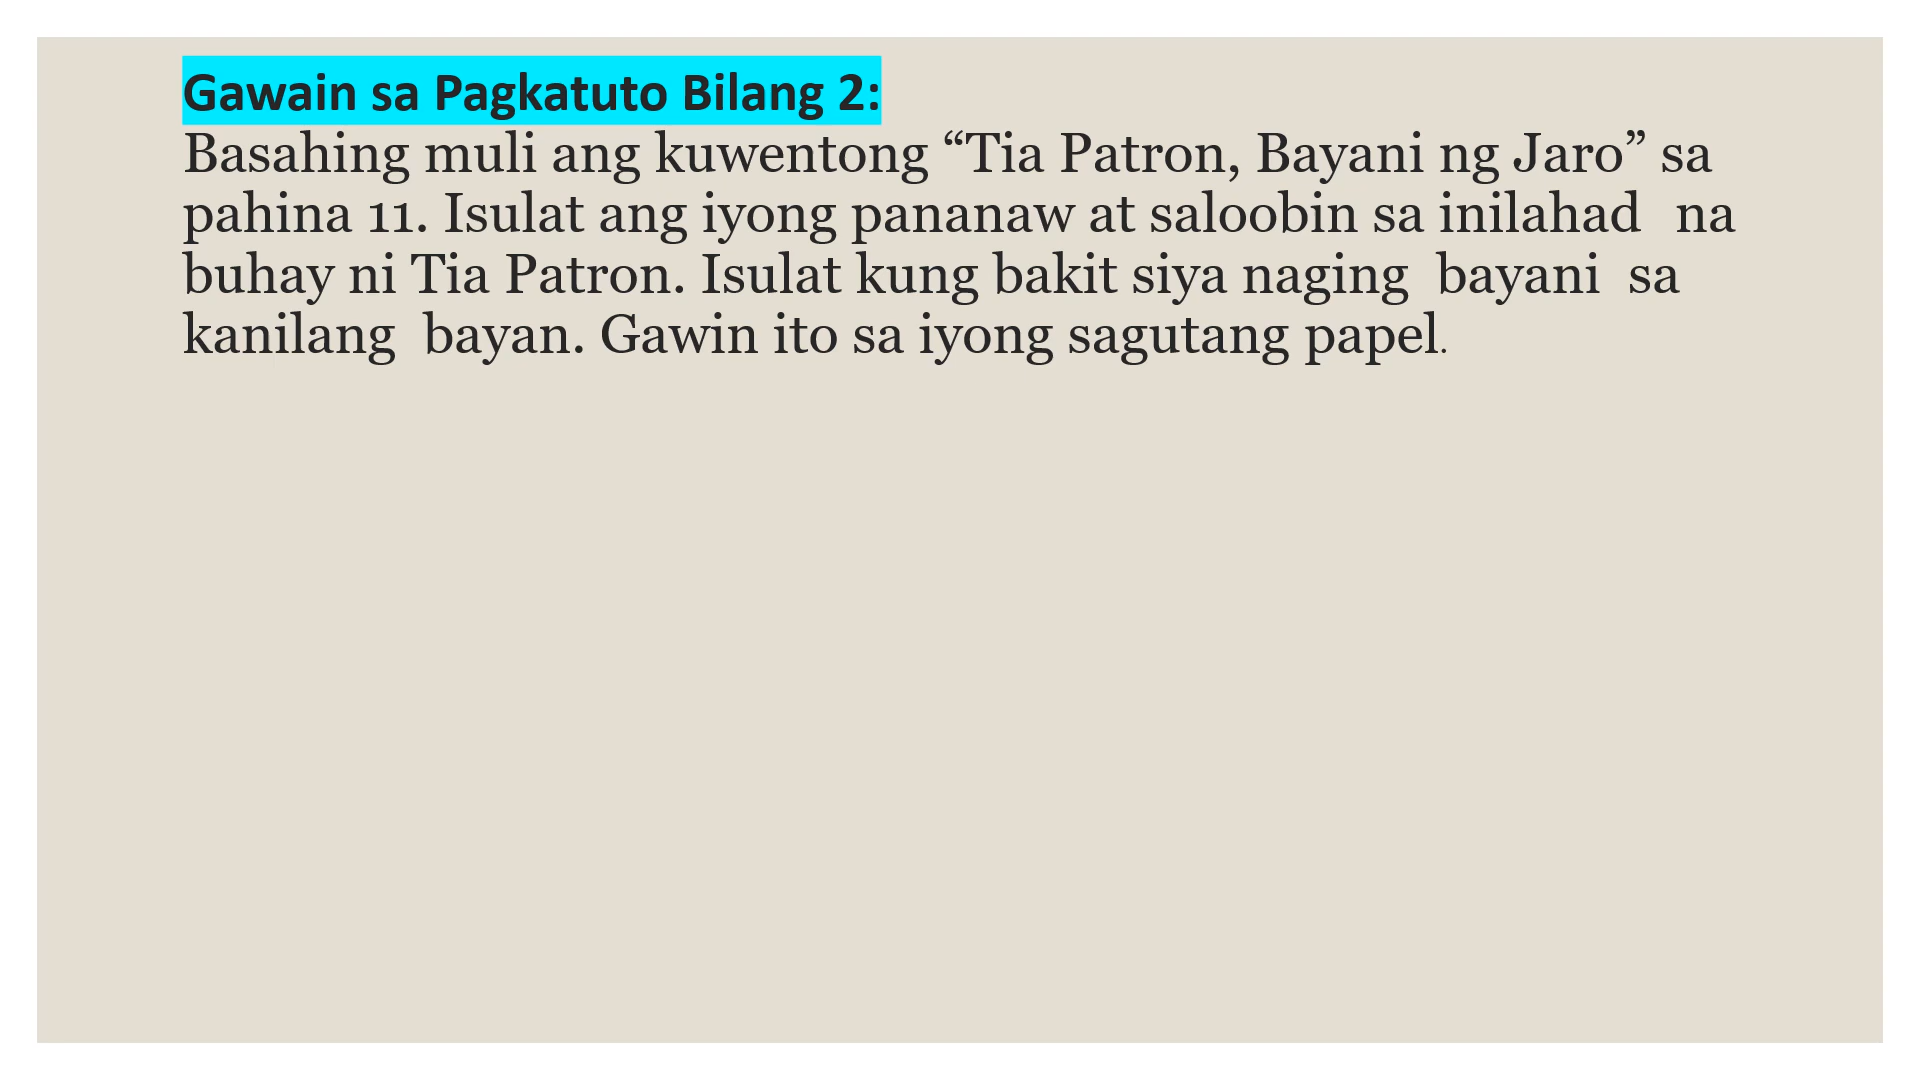 Gawain sa Pagkatuto Bilang 2:
Basahing muli ang kuwentong “Tia Patron, Bayani ng Jaro” sa
pahina 11. Isulat ang iyong pananaw at saloobin sa inilahad na
buhay ni Tia Patron. Isulat kung bakit siya naging bayani sa
kanilang bayan. Gawin ito sa iyong sagutang papel.